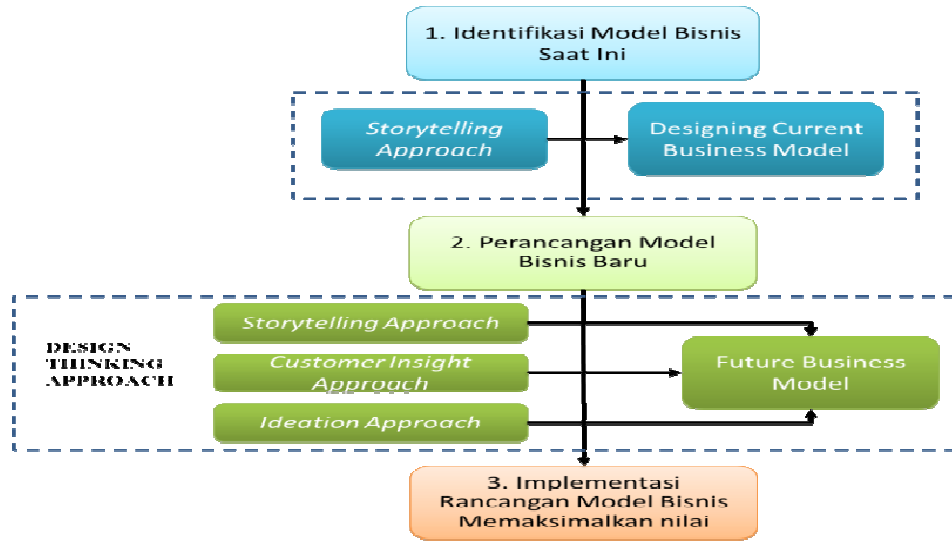 1. Identifikasi Model Bisnis
Saat Ini
Storytelling
Approach
Designing Current
Business Model
2. Perancangan Model
Bisnis Baru
DESIGN
THINKING
APPROACH
Storytelling Approach
Customer Insight
Approach
Ideation Approach
Future Business
Model
3. Implementasi
Rancangan Model Bisnis
Memaksimalkan nilai